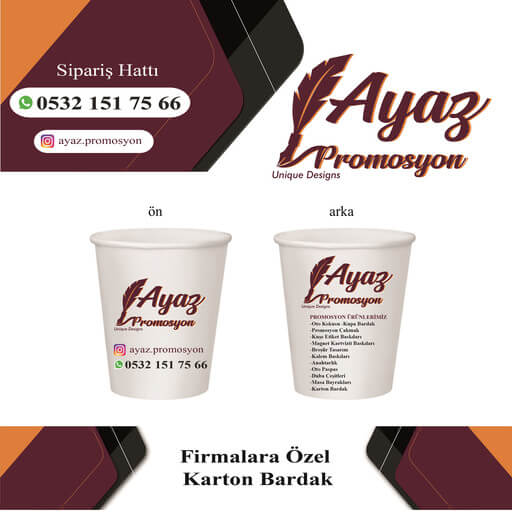 Sipariş Hattı
0532 151 75 66
ayaz.promosyon
Ayaz
Promosyon
Unique Designs
ön
arka
Ayaz
Promosyon
Unique Designs
ayaz.promosyon
0532 151 75 66
Ayaz
Promosyon
PROMOSYON ÜRÜNLERİMİZ
-Oto Kokusu -Kupa Bardak
-Promosyon Çakmak
-Kuşe Etiket Baskıları
-Magnet Kartvizit Baskıları
-Broşür Tasarım
-Kalem Baskıları
-Anahtarlık
-Oto Paspas
-Duba Çeşitleri
-Masa Bayrakları
-Karton Bardak
Firmalara Özel
Karton Bardak